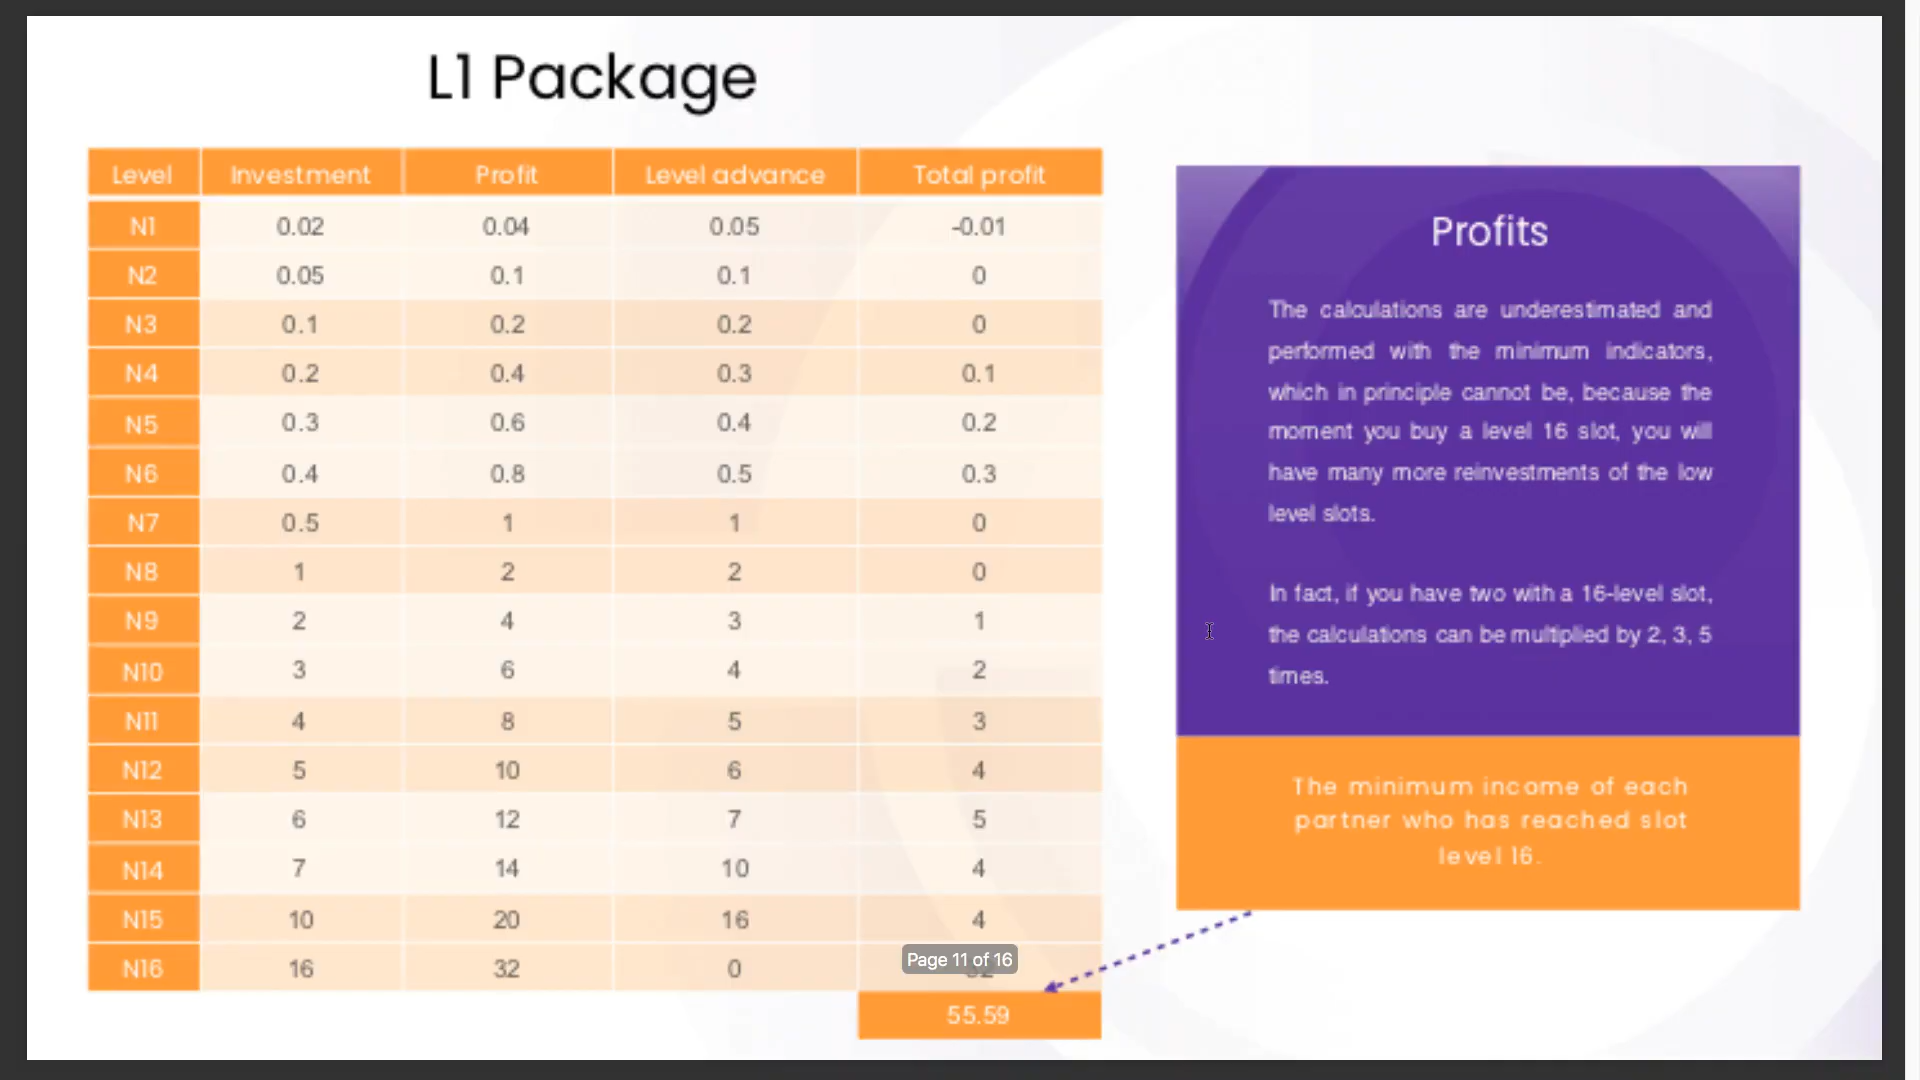 L1 Package
Level Investment Profit Level advance Total profit
N1 0.02 0.04 0.05 -0.01
N2 0.05 0.1 0.1 0
N3 0.1 0.2 0.2 0
N4 0.2 0.4 0.3 0.1
N5 0.3 0.6 0.4 0.2
N6 0.4 0.8 0.5 0.3
N7 0.5 1 1 0
N8 1 2 2 0
N9 2 4 3 1
N10 3 6 4 2
N11 4 8 5 3
N12 5 10 6 4
N13 6 12 7 5
N14 7 14 10 4
N15 10 20 16 4
N16 16 32 0
Page 11 of 16
55.59
Profits
The calculations are underestimated and
performed with the minimum indicators,
which in principle cannot be, because the
moment you buy a level 16 slot, you will
have many more reinvestments of the low
level slots.
In fact, if you have two with a 16-level slot,
the calculations can be multiplied by 2, 3, 5
times.
The minimum income of each
partner who has reached slot
level 16.